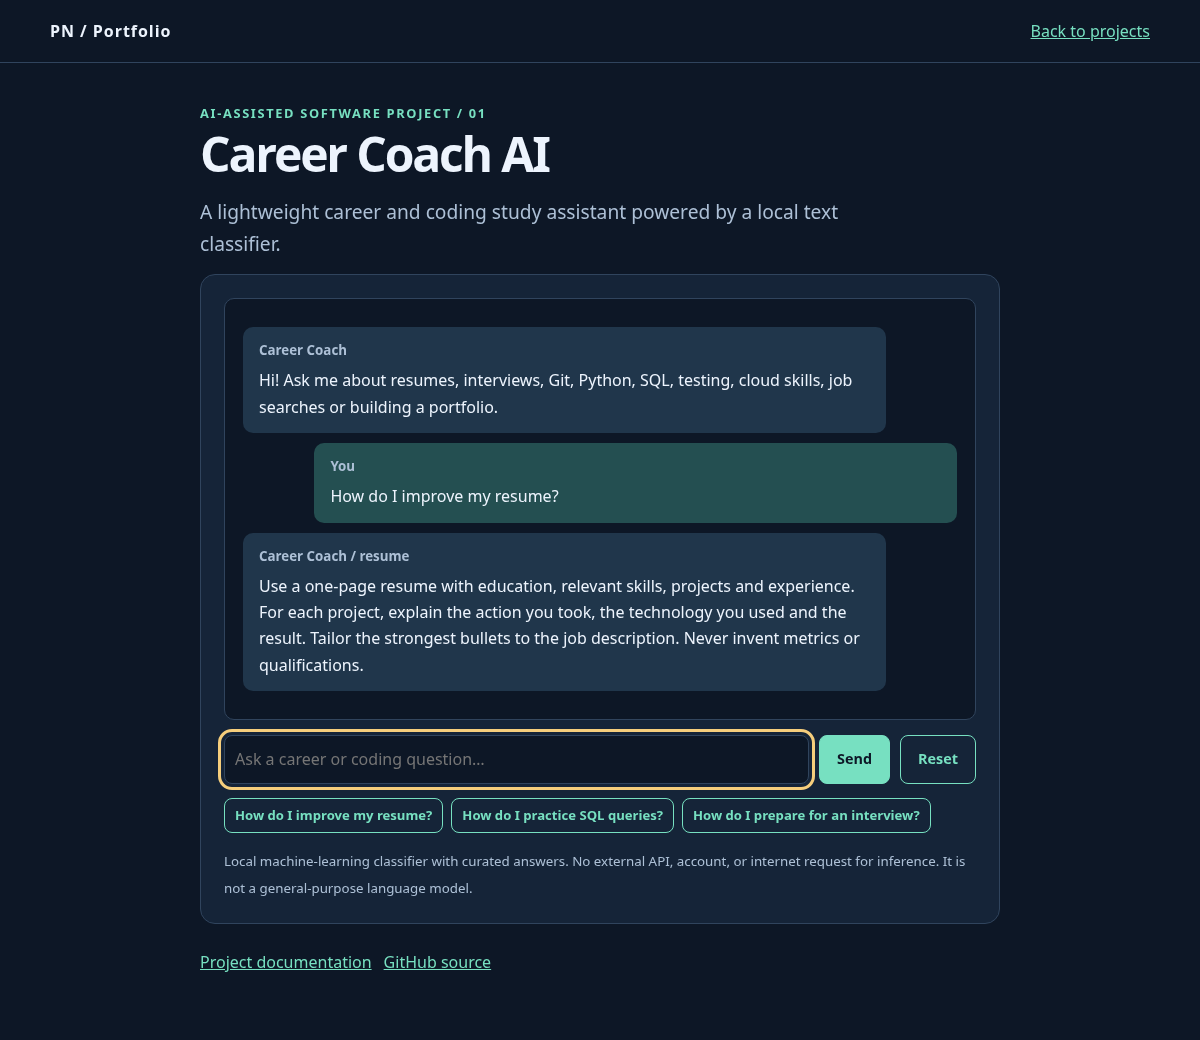 PN / Portfolio
Back to projects
AI-ASSISTED SOFTWARE PROJECT / 01
Career Coach AI
A lightweight career and coding study assistant powered by a local text
classifier.
Career Coach
Hi! Ask me about resumes, interviews, Git, Python, SQL, testing, cloud skills, job
searches or building a portfolio.
You
How do I improve my resume?
Career Coach / resume
Use a one-page resume with education, relevant skills, projects and experience.
For each project, explain the action you took, the technology you used and the
result. Tailor the strongest bullets to the job description. Never invent metrics or
qualifications.
Ask a career or coding question...
Send
Reset
How do I improve my resume?
How do I practice SQL queries?
How do I prepare for an interview?
Local machine-learning classifier with curated answers. No external API, account, or internet request for inference. It is
not a general-purpose language model.
Project documentation
GitHub source